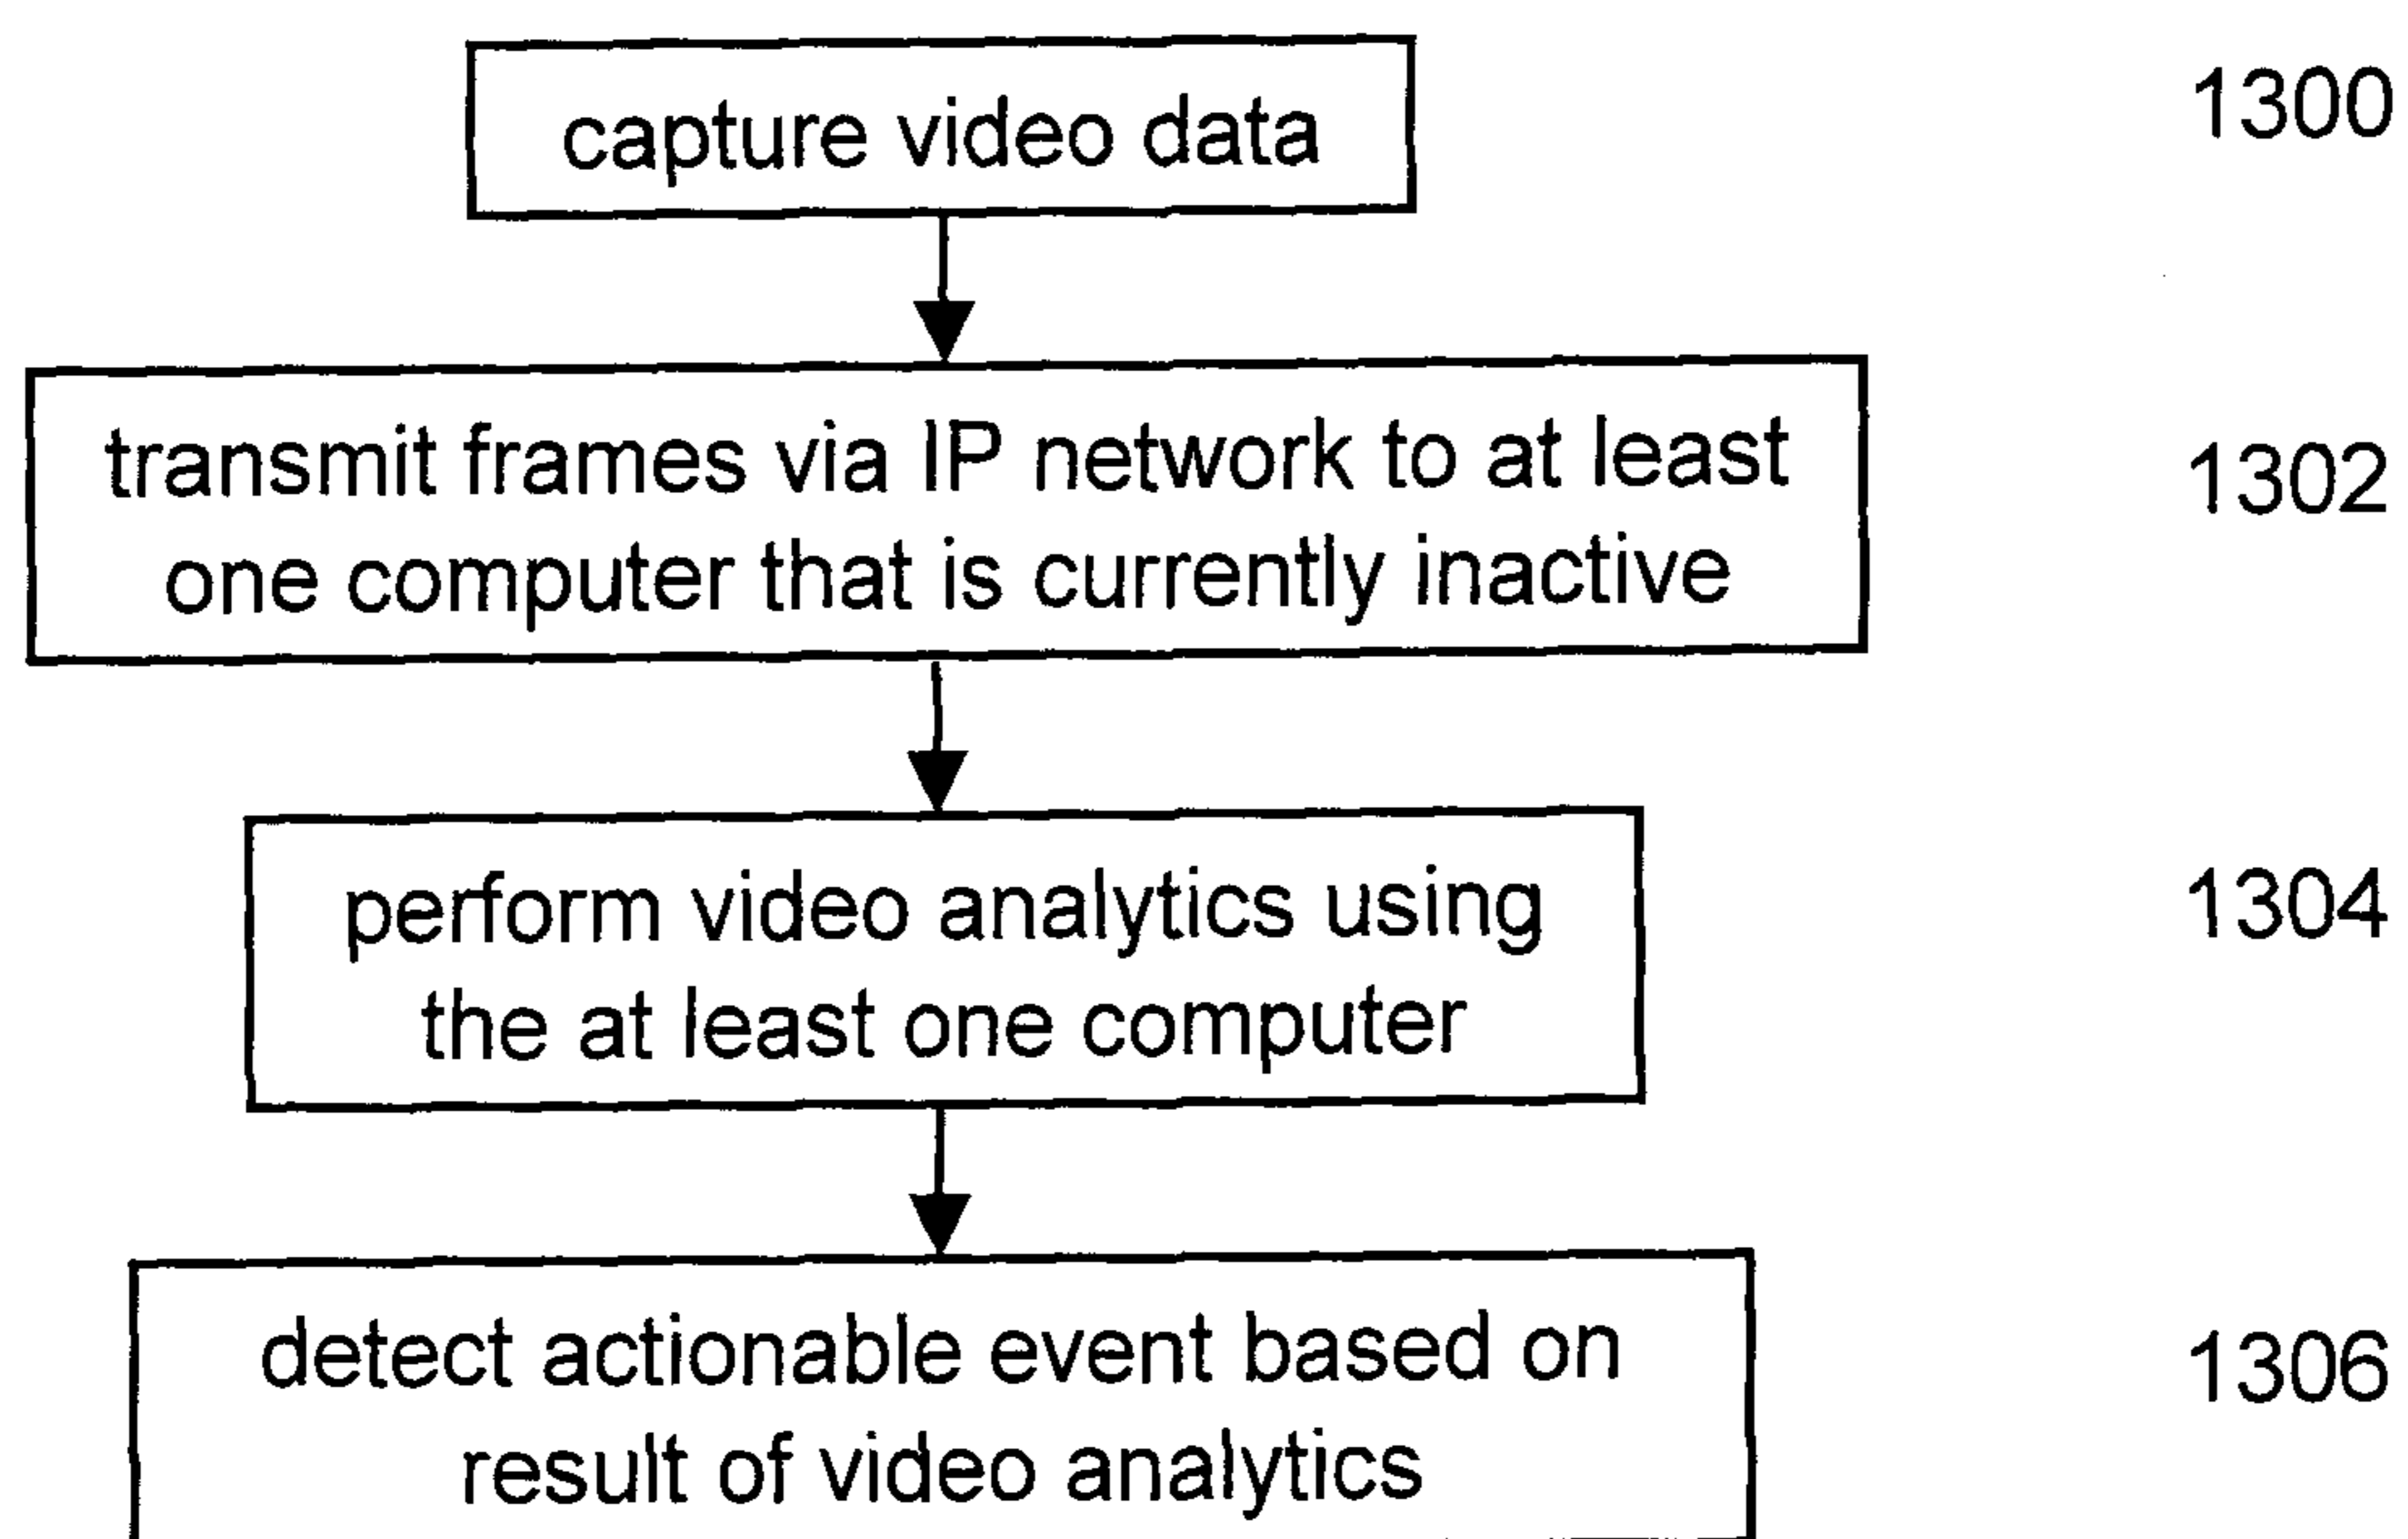 capture video data
1300
transmit frames via IP network to at least
one computer that is currently inactive
1302
perform video analytics using
the at least one computer
1304
detect actionable event based on
result of video analytics
1306